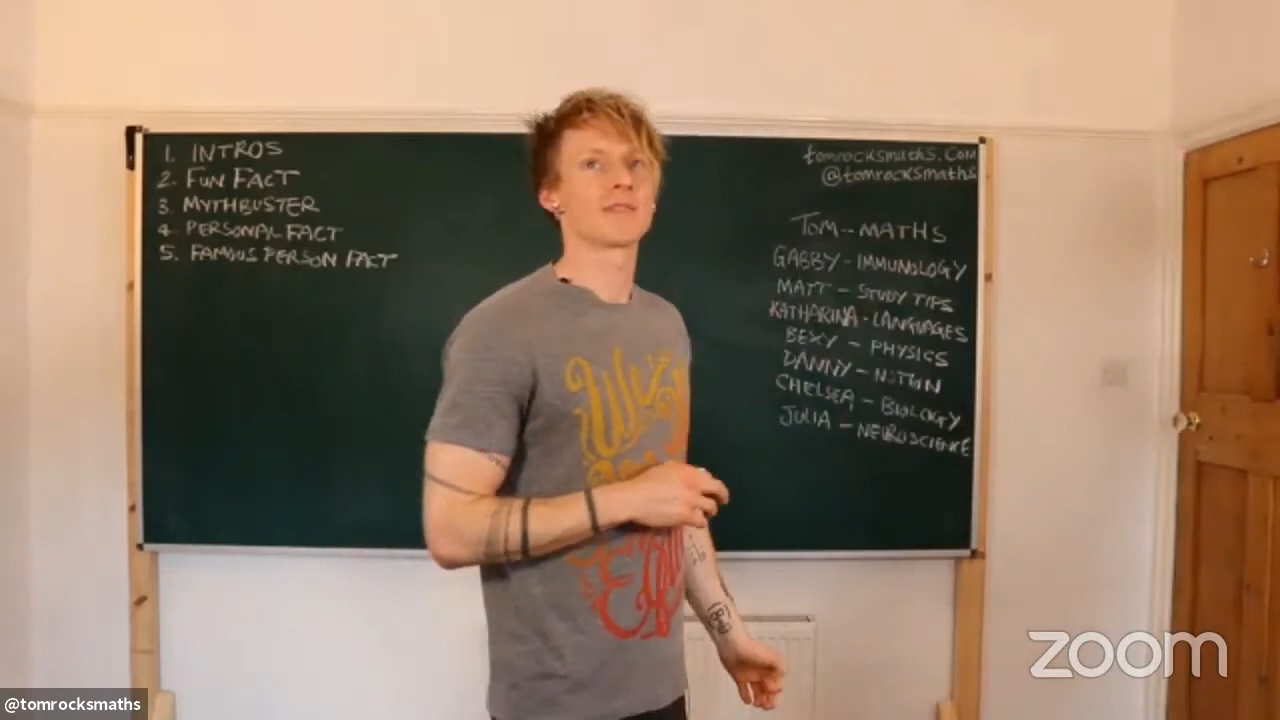 1. INTROS
2. FUN FACT
3. MYTHBUSTER
4. PERSONAL FACT
5. FAMOUS PERSON FACT
tomrocksmaths.com
@tomrocksmaths
TOM - MATHS
GABBY - IMMUNOLOGY
MATT - STUDY TIPS
KATHARINA - LANGUAGES
BEXY - PHYSICS
DANNY -
CHELSEA - BIOLOGY
JULIA - NEUROSCIENCE
@tomrocksmaths
zoom